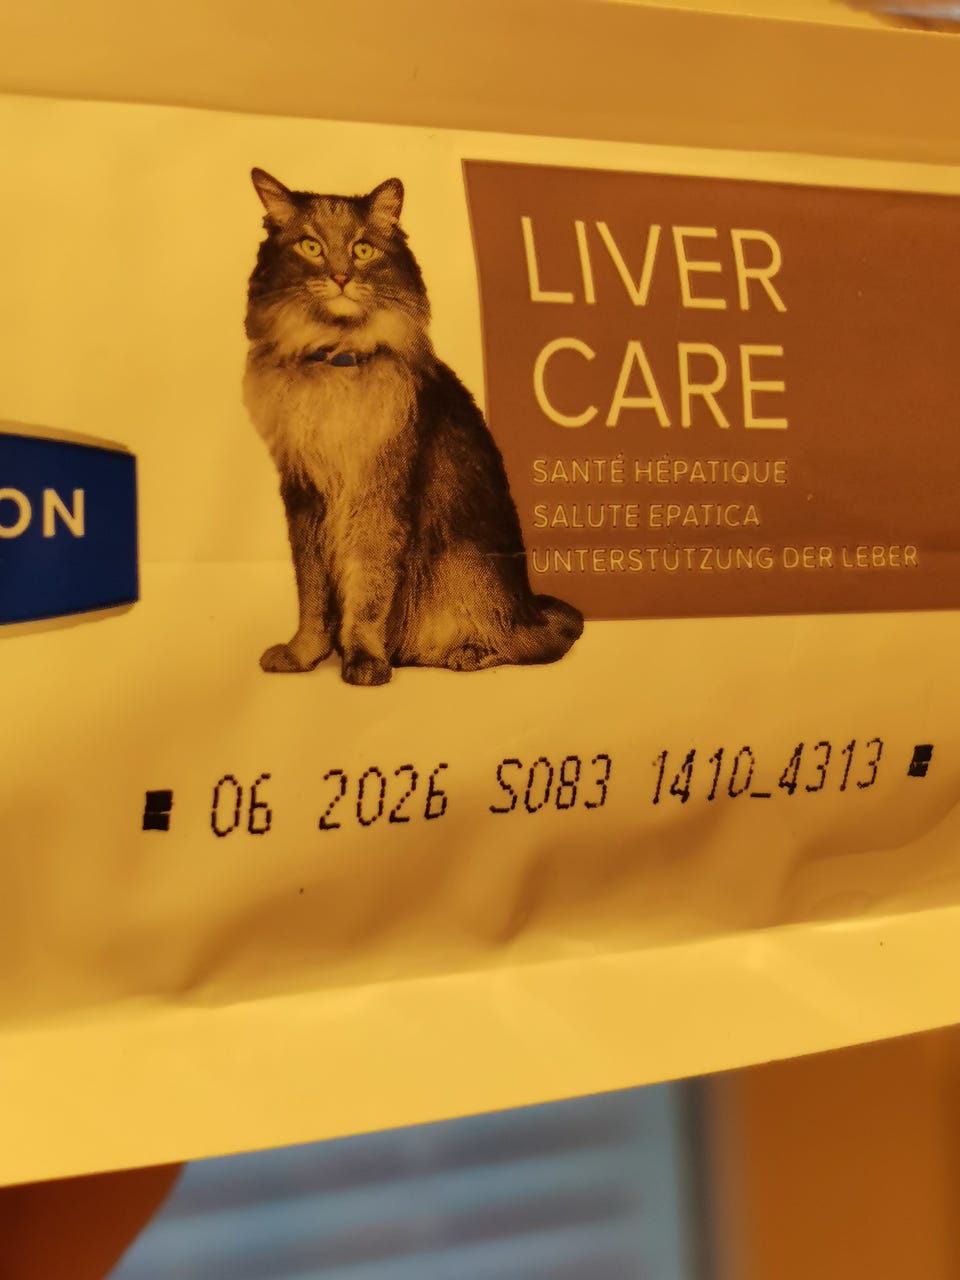 LIVER
CARE
SANTÉ HÉPATIQUE
SALUTE EPATICA
UNTERSTÜTZUNG DER LEBER
ON
06 2026 S083 1410_4313